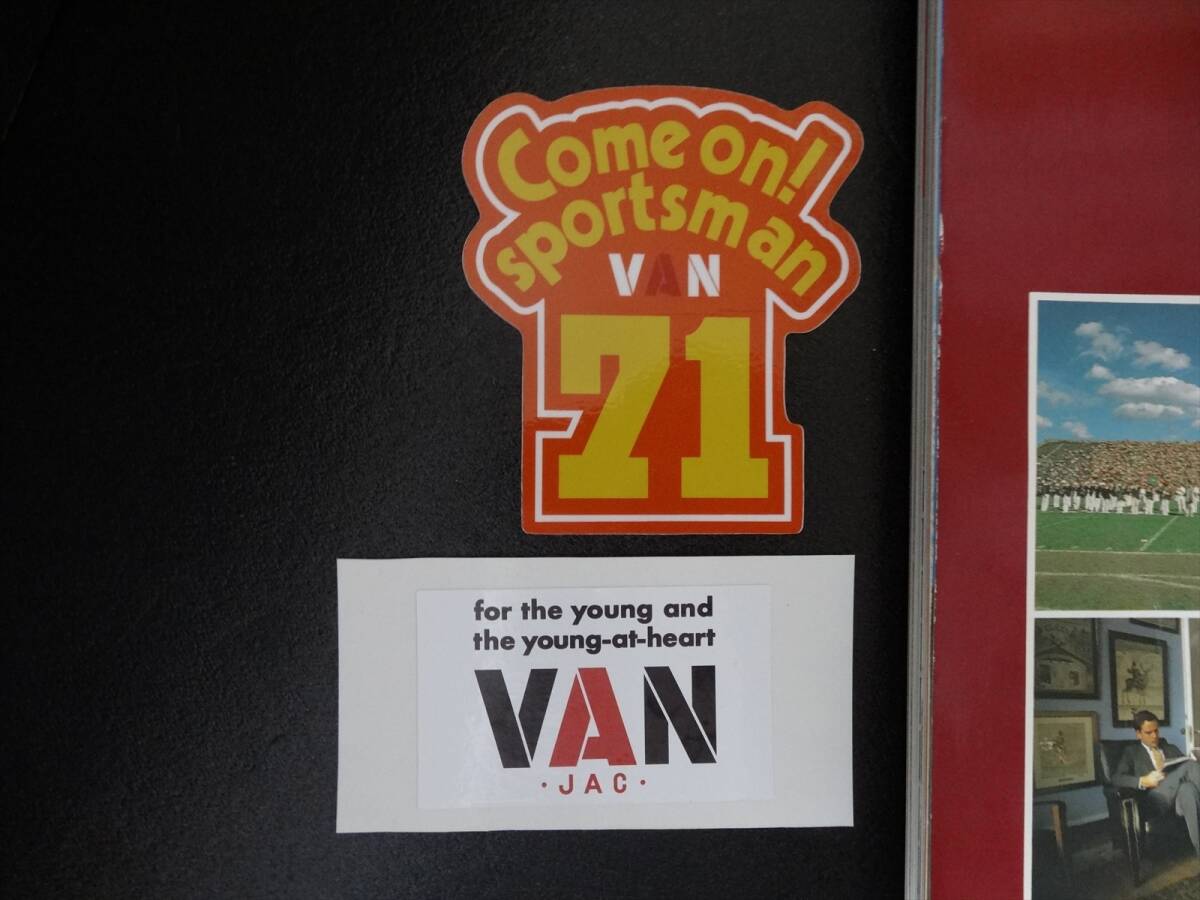 Come on!
sportsman
VAN
71
for the young and
the young-at-heart
VAN
·JAC·